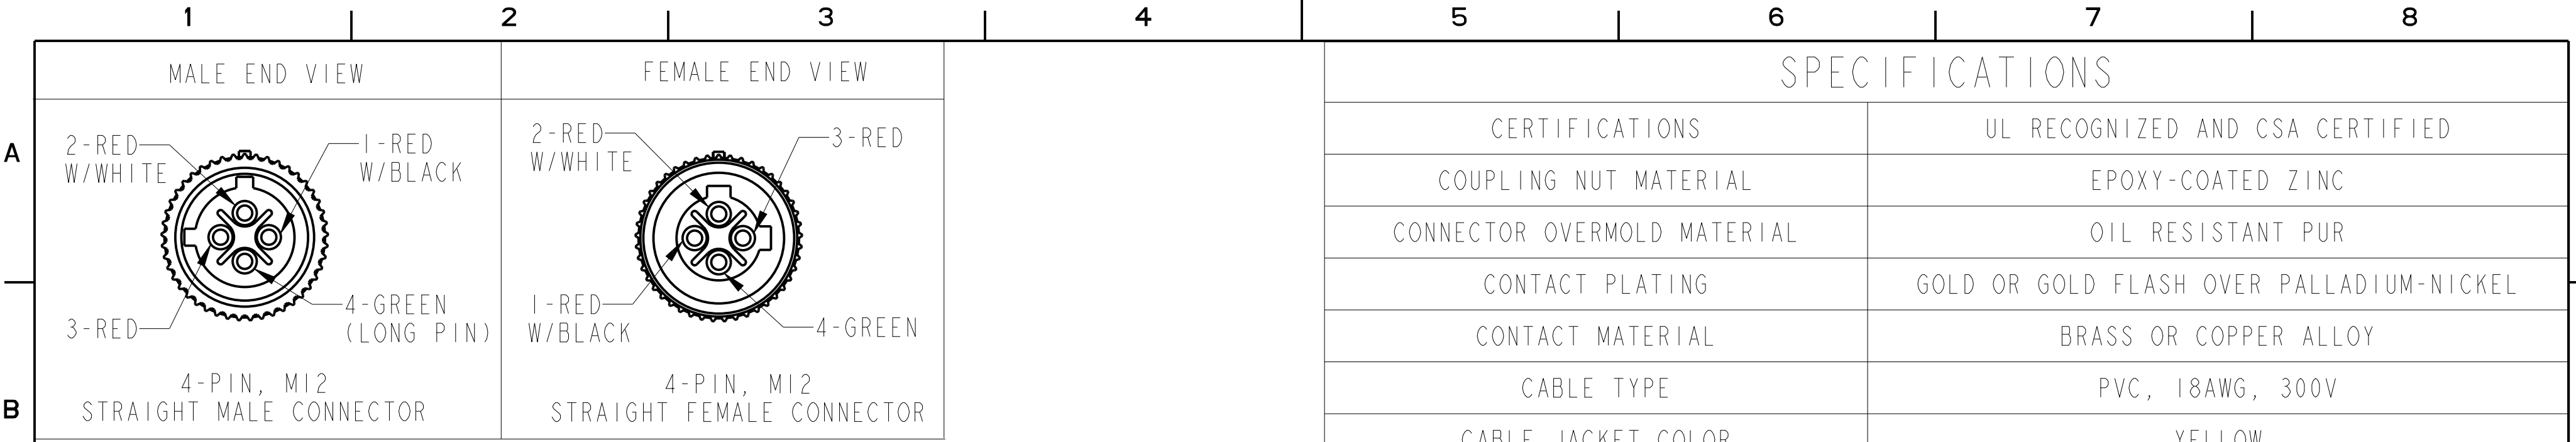 1 2 3 4 5 6 7 8
A
B
MALE END VIEW
2-RED
W/WHITE
1-RED
W/BLACK
3-RED
4-GREEN
(LONG PIN)
4-PIN, M12
STRAIGHT MALE CONNECTOR
FEMALE END VIEW
2-RED
W/WHITE
3-RED
1-RED
W/BLACK
4-GREEN
4-PIN, M12
STRAIGHT FEMALE CONNECTOR
SPECIFICATIONS
CERTIFICATIONS UL RECOGNIZED AND CSA CERTIFIED
COUPLING NUT MATERIAL EPOXY-COATED ZINC
CONNECTOR OVERMOLD MATERIAL OIL RESISTANT PUR
CONTACT PLATING GOLD OR GOLD FLASH OVER PALLADIUM-NICKEL
CONTACT MATERIAL BRASS OR COPPER ALLOY
CABLE TYPE PVC, 18AWG, 300V
CABLE JACKET COLOR YELLOW